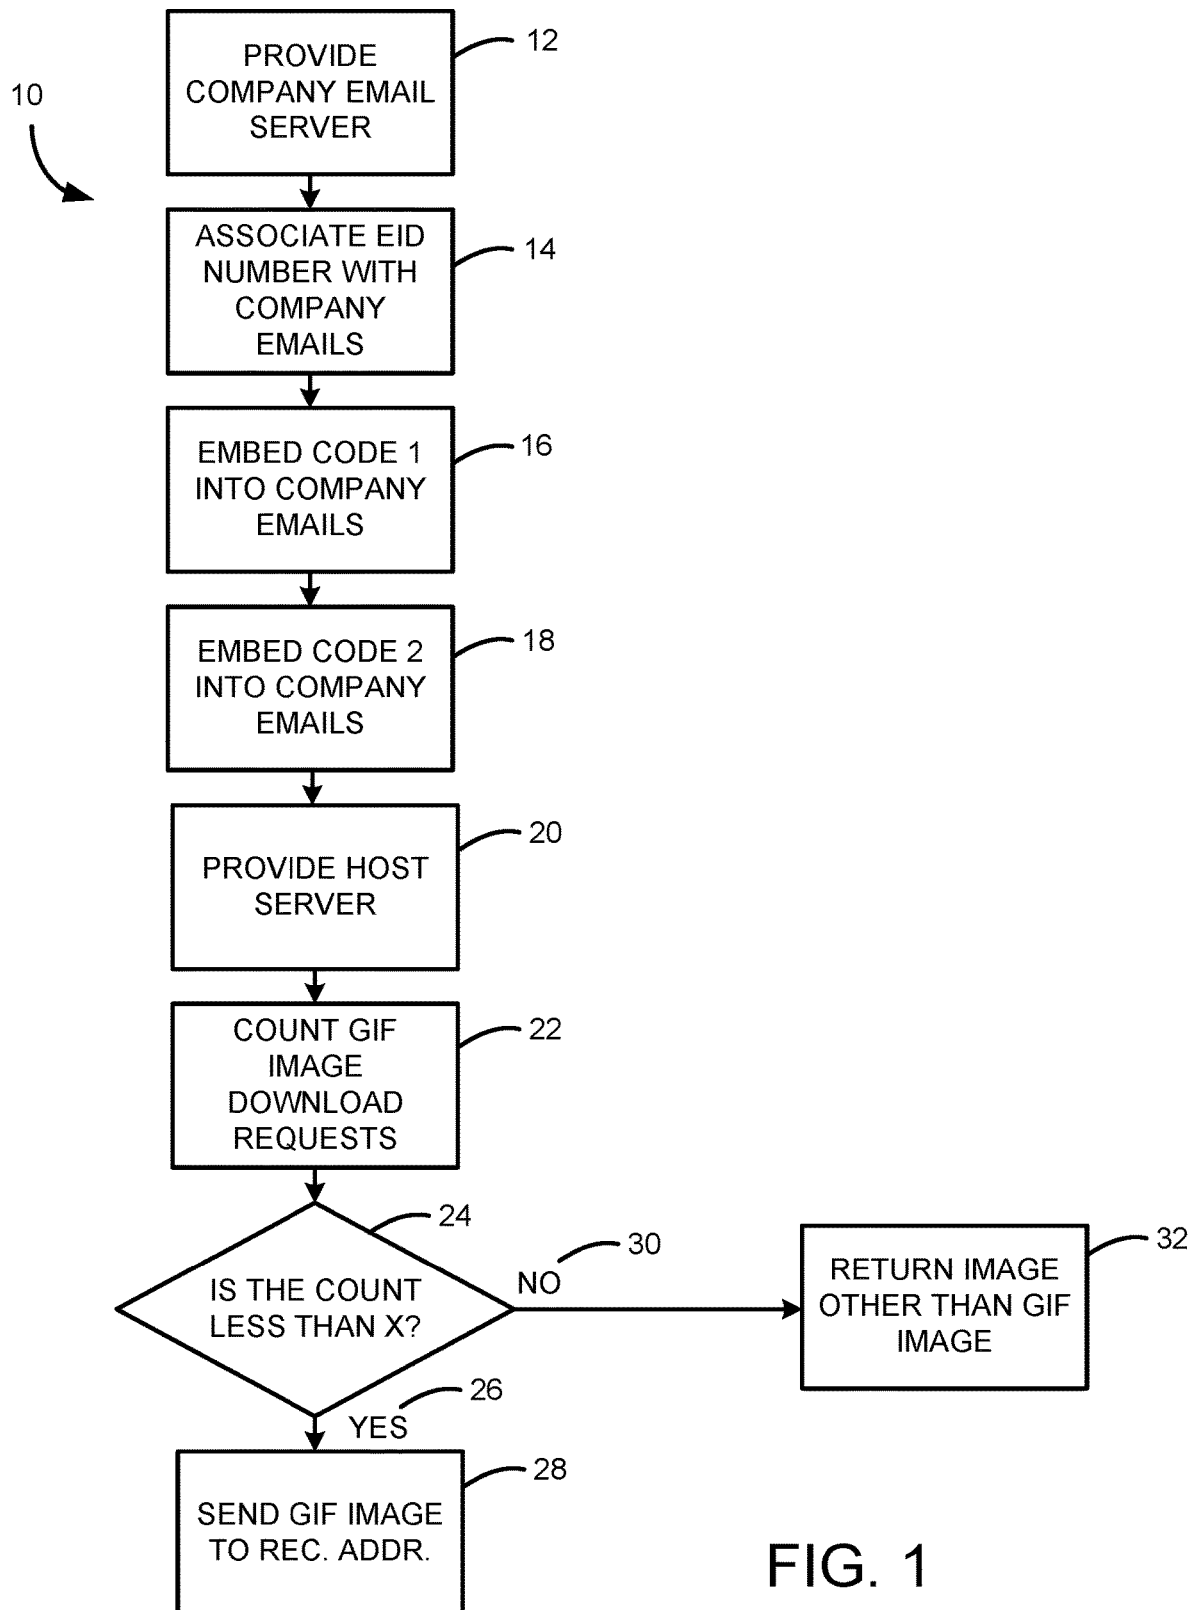 PROVIDE
COMPANY EMAIL
SERVER
12
10
ASSOCIATE EID
NUMBER WITH
COMPANY
EMAILS
14
EMBED CODE 1
INTO COMPANY
EMAILS
16
EMBED CODE 2
INTO COMPANY
EMAILS
18
PROVIDE HOST
SERVER
20
COUNT GIF
IMAGE
DOWNLOAD
REQUESTS
22
IS THE COUNT
LESS THAN X?
24
NO
30
RETURN IMAGE
OTHER THAN GIF
IMAGE
32
YES
26
SEND GIF IMAGE
TO REC. ADDR.
28
FIG. 1